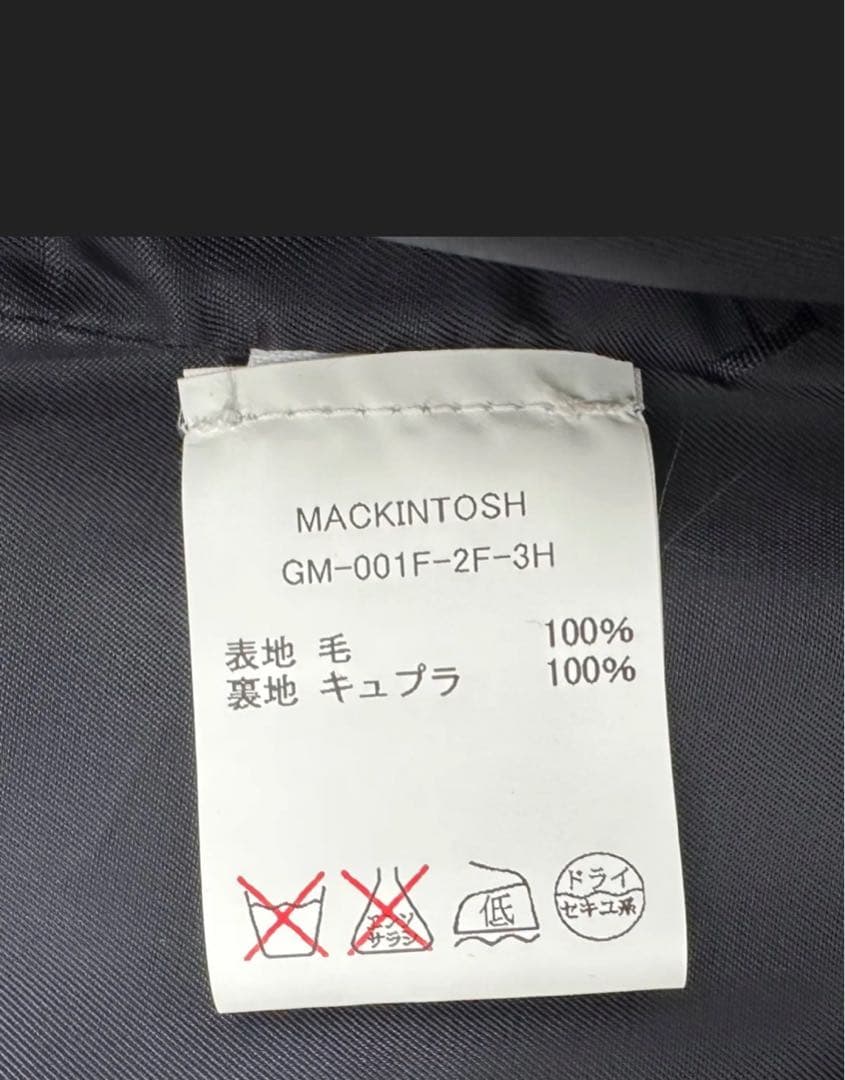 MACKINTOSH
GM-001F-2F-3H
表地 毛 100%
裏地 キュプラ 100%
エンソ
サラシ
低
ドライ
セキユ系